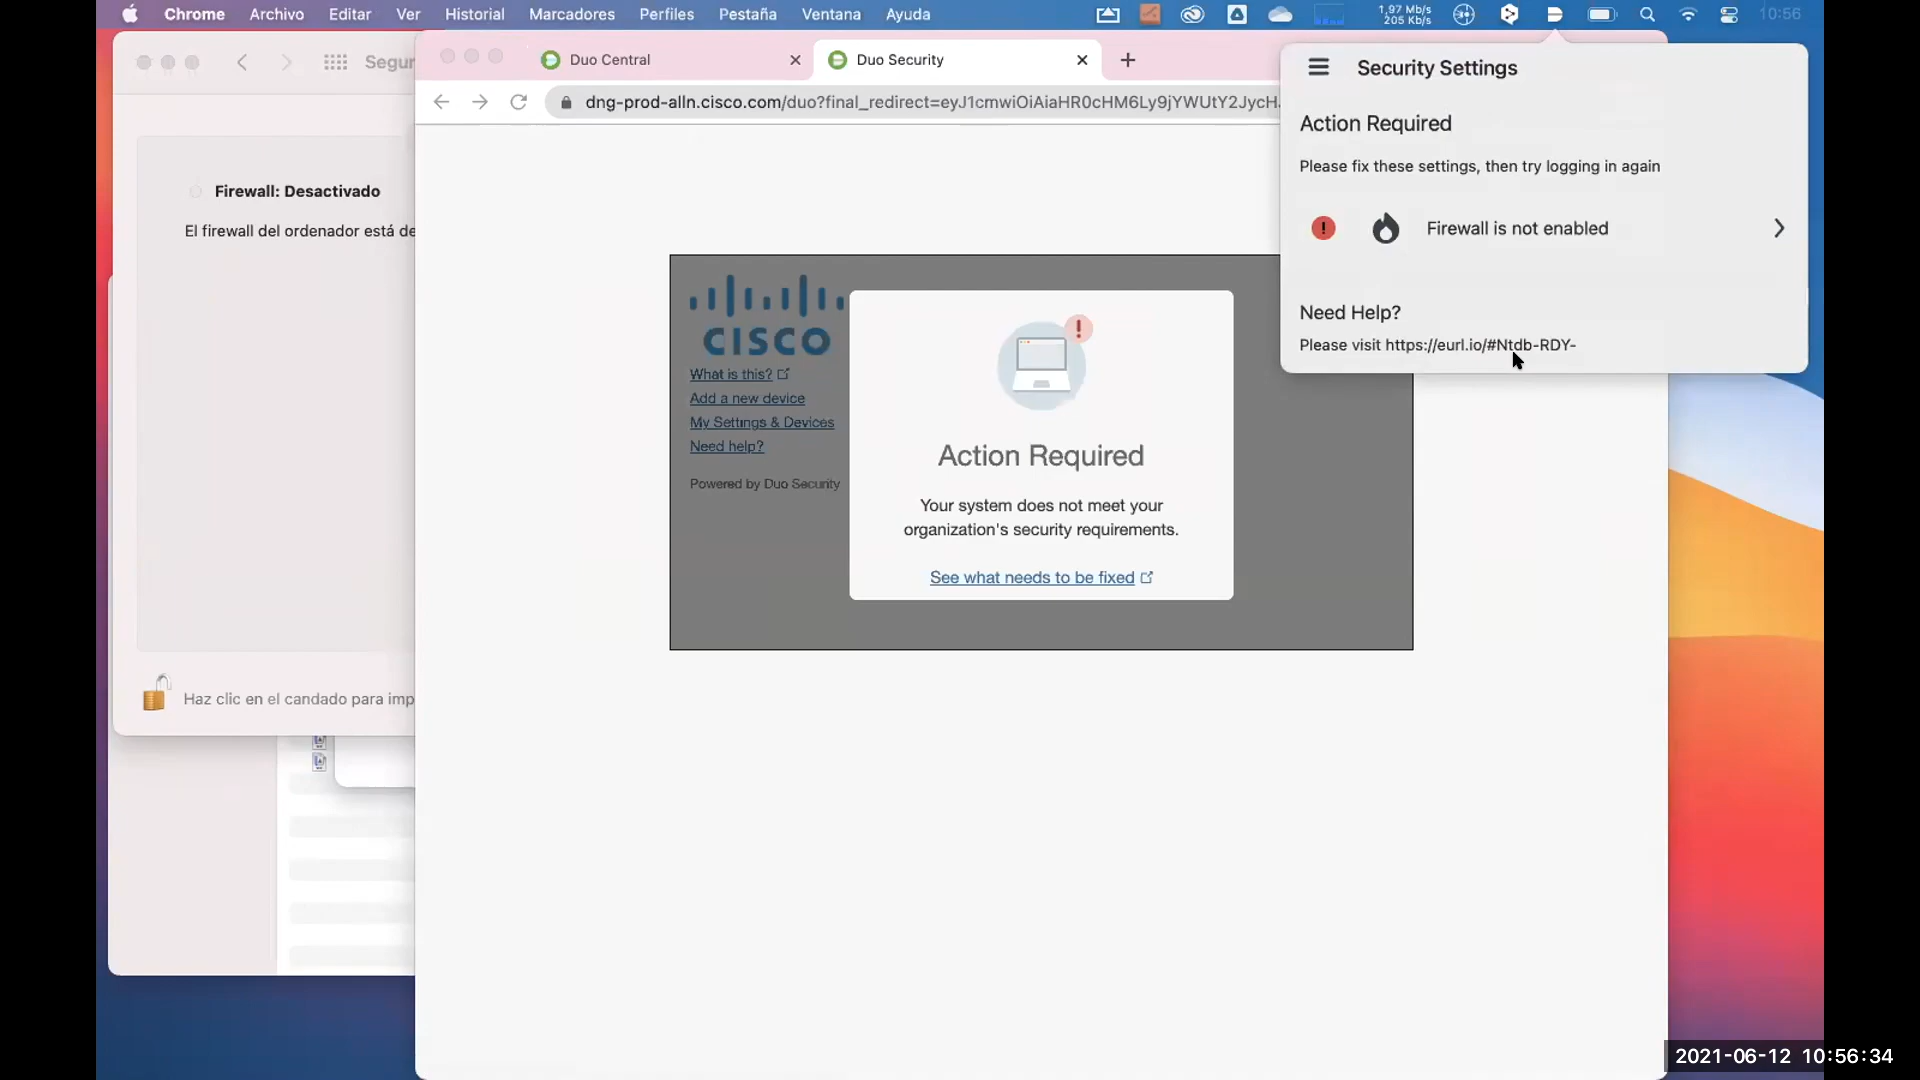 Chrome Archivo Editar Ver Historial Marcadores Perfiles Pestaña Ventana Ayuda
1,97 Mb/s
205 Kb/s
10:56
Segur
Firewall: Desactivado
El firewall del ordenador está de
Haz clic en el candado para imp
Duo Central
Duo Security
dng-prod-alln.cisco.com/duo?final_redirect=eyJ1cmwiOiAiaHR0cHM6Ly9jYWUtY2JycH
CISCO
What is this?
Add a new device
My Settings & Devices
Need help?
Powered by Duo Security
Action Required
Your system does not meet your
organization's security requirements.
See what needs to be fixed
Security Settings
Action Required
Please fix these settings, then try logging in again
Firewall is not enabled
Need Help?
Please visit https://eurl.io/#Ntdb-RDY-
2021-06-12 10:56:34